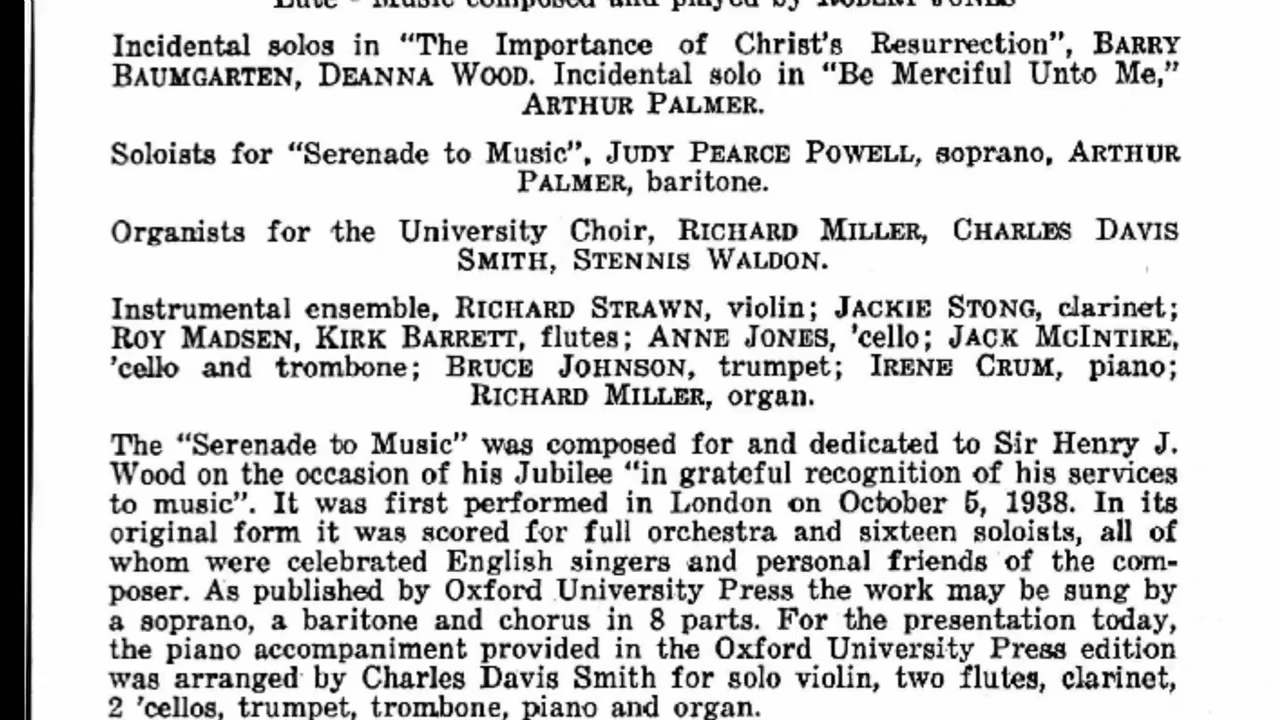 Lute - Music composed and played by ROBERT JONES
Incidental solos in “The Importance of Christ’s Resurrection”, BARRY
BAUMGARTEN, DEANNA WOOD. Incidental solo in “Be Merciful Unto Me,”
ARTHUR PALMER.
Soloists for “Serenade to Music”, JUDY PEARCE POWELL, soprano, ARTHUR
PALMER, baritone.
Organists for the University Choir, RICHARD MILLER, CHARLES DAVIS
SMITH, STENNIS WALDON.
Instrumental ensemble, RICHARD STRAWN, violin; JACKIE STONG, clarinet;
ROY MADSEN, KIRK BARRETT, flutes; ANNE JONES, ’cello; JACK MCINTIRE,
’cello and trombone; BRUCE JOHNSON, trumpet; IRENE CRUM, piano;
RICHARD MILLER, organ.
The “Serenade to Music” was composed for and dedicated to Sir Henry J.
Wood on the occasion of his Jubilee “in grateful recognition of his services
to music”. It was first performed in London on October 5, 1938. In its
original form it was scored for full orchestra and sixteen soloists, all of
whom were celebrated English singers and personal friends of the com-
poser. As published by Oxford University Press the work may be sung by
a soprano, a baritone and chorus in 8 parts. For the presentation today,
the piano accompaniment provided in the Oxford University Press edition
was arranged by Charles Davis Smith for solo violin, two flutes, clarinet,
2 ’cellos, trumpet, trombone, piano and organ.